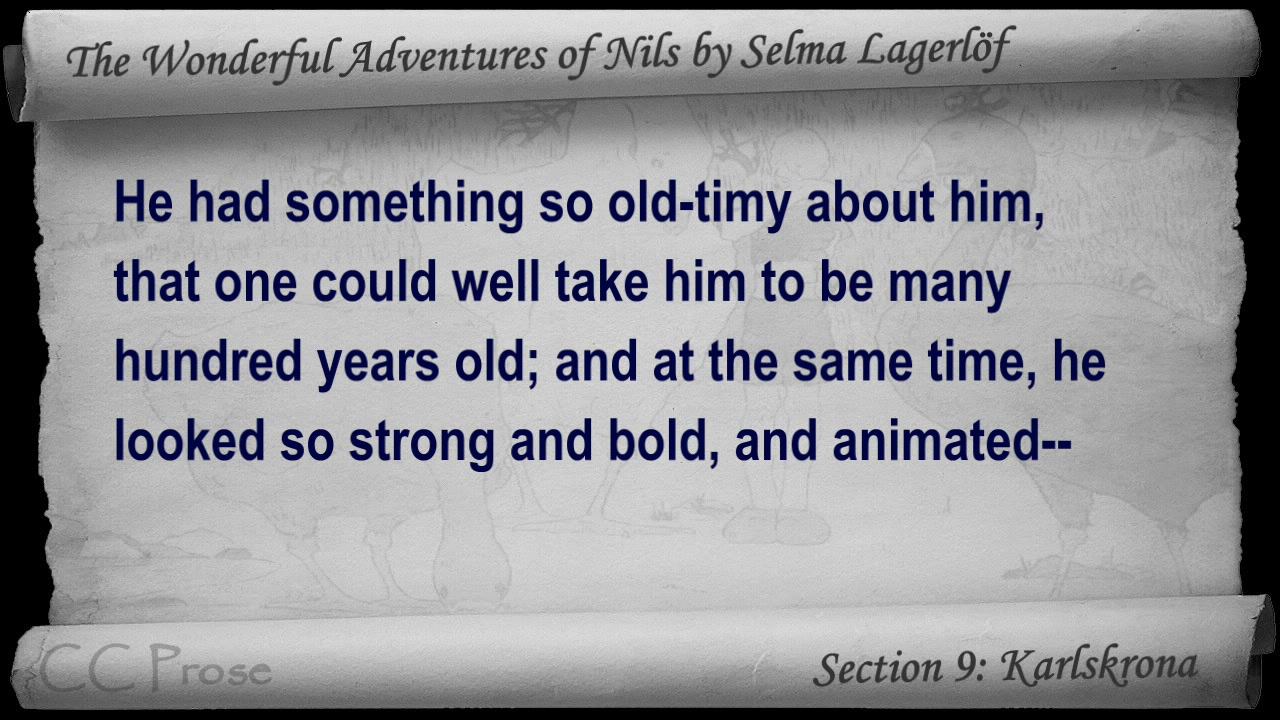 The Wonderful Adventures of Nils by Selma Lagerlöf
He had something so old-timy about him,
that one could well take him to be many
hundred years old; and at the same time, he
looked so strong and bold, and animated--
CC Prose
Section 9: Karlskrona